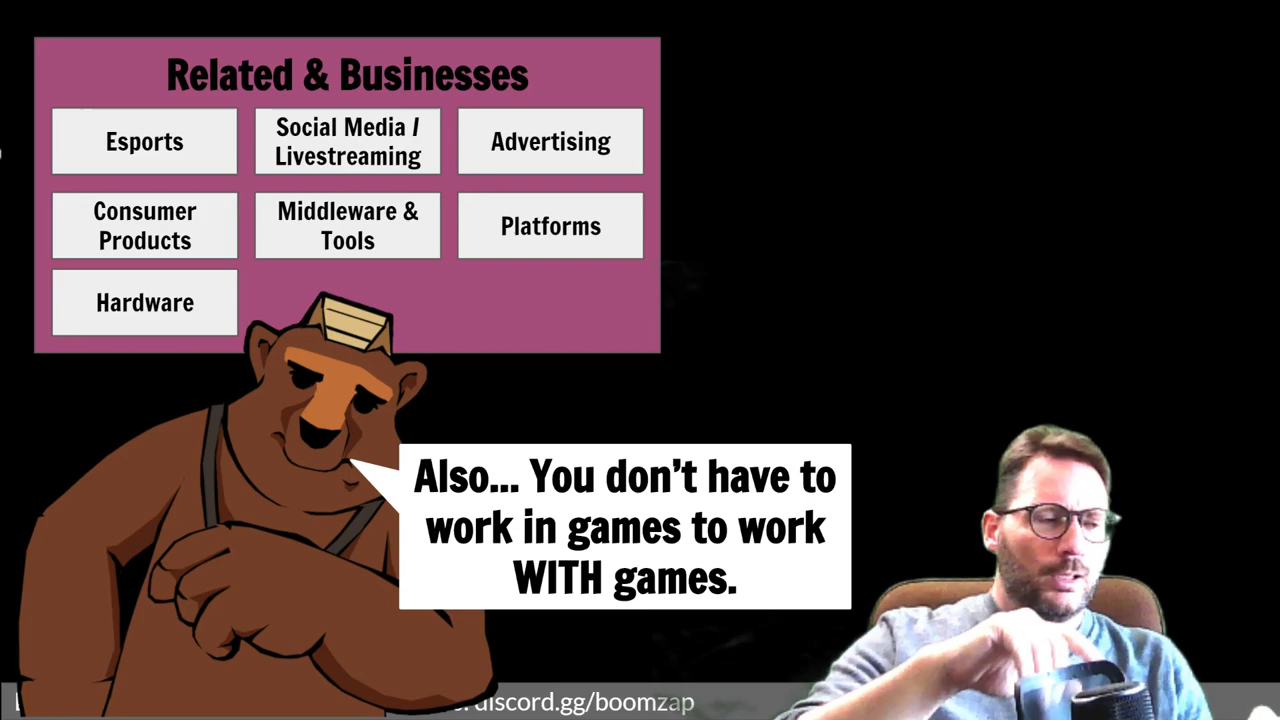 Related & Businesses
Esports
Social Media /
Livestreaming
Advertising
Consumer
Products
Middleware &
Tools
Platforms
Hardware
Also... You don't have to
work in games to work
WITH games.
discord.gg/boomzap